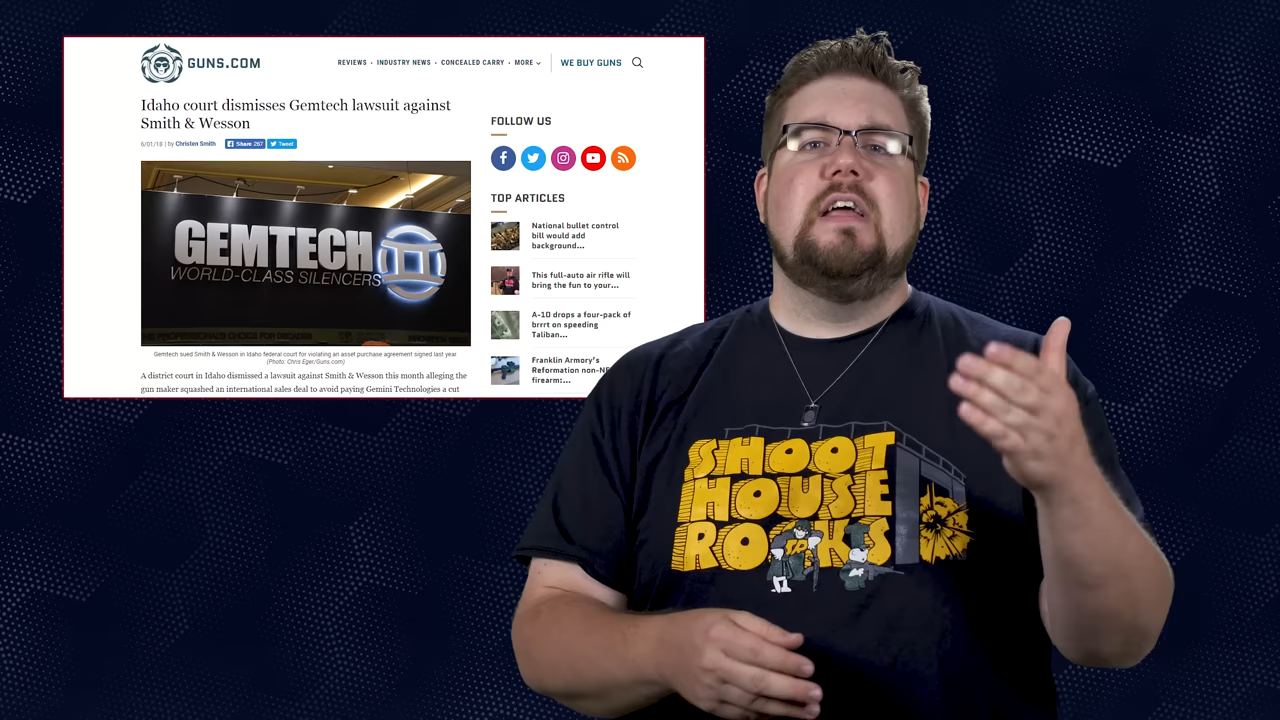 GUNS.COM
REVIEWS • INDUSTRY NEWS • CONCEALED CARRY • MORE
WE BUY GUNS
Idaho court dismisses Gemtech lawsuit against
Smith & Wesson
6/01/18 | by Christen Smith
Share 267
Tweet
GEMTECH
WORLD-CLASS SILENCERS
Gemtech sued Smith & Wesson in Idaho federal court for violating an asset purchase agreement signed last year.
(Photo: Chris Eger/Guns.com)
A district court in Idaho dismissed a lawsuit against Smith & Wesson this month alleging the
gun maker squashed an international sales deal to avoid paying Gemini Technologies a cut
FOLLOW US
TOP ARTICLES
National bullet control
bill would add
background...
This full-auto air rifle will
bring the fun to your...
A-10 drops a four-pack of
brrrt on speeding
Taliban...
Franklin Armory's
Reformation
firearm:...
SHOOT
HOUSE
ROCKS